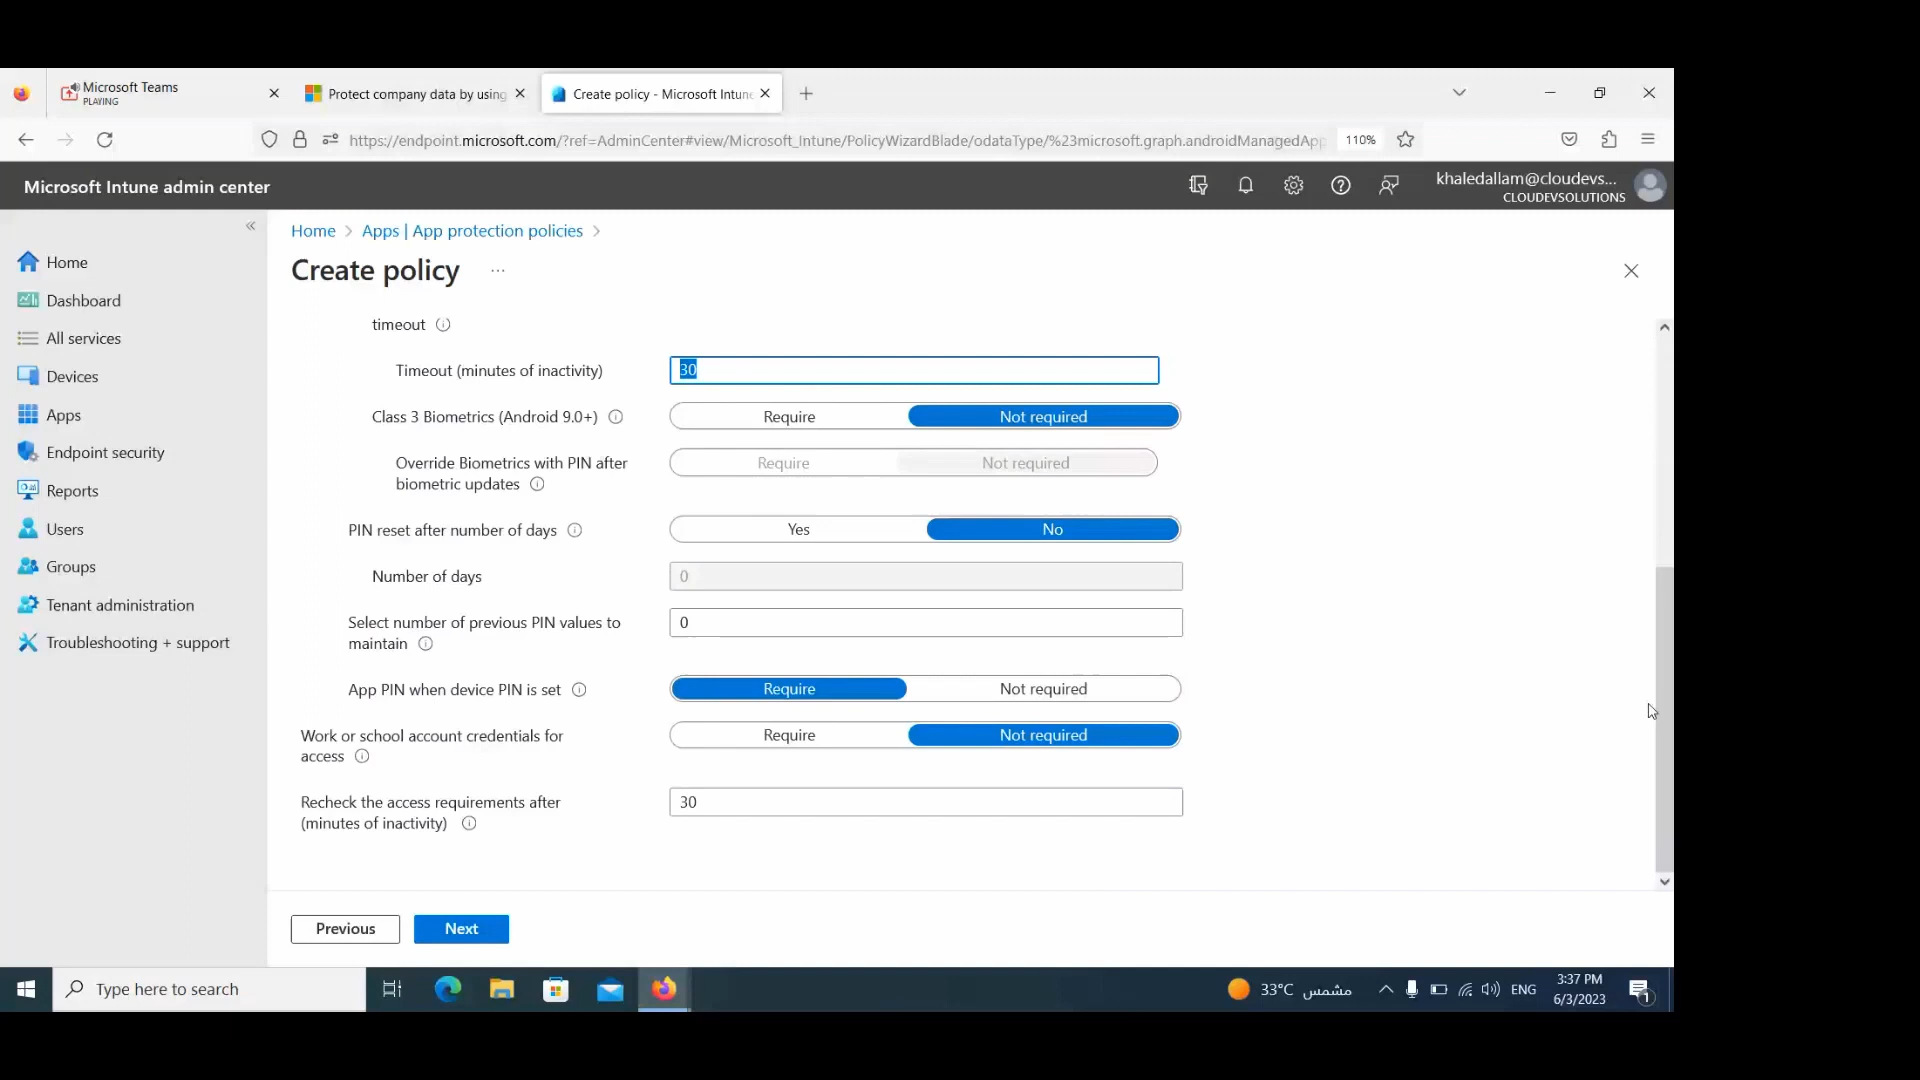 Microsoft Teams
PLAYING
Protect company data by using
Create policy - Microsoft Intune
https://endpoint.microsoft.com/?ref=AdminCenter#view/Microsoft_Intune/PolicyWizardBlade/odataType/%23microsoft.graph.androidManagedApp
110%
Microsoft Intune admin center
khaledallam@cloudevs...
CLOUDEVSOLUTIONS
«
Home
Dashboard
All services
Devices
Apps
Endpoint security
Reports
Users
Groups
Tenant administration
Troubleshooting + support
Home > Apps | App protection policies >
Create policy ...
timeout
Timeout (minutes of inactivity)
30
Class 3 Biometrics (Android 9.0+)
Require
Not required
Override Biometrics with PIN after
biometric updates
Require
Not required
PIN reset after number of days
Yes
No
Number of days
0
Select number of previous PIN values to
maintain
0
App PIN when device PIN is set
Require
Not required
Work or school account credentials for
access
Require
Not required
Recheck the access requirements after
(minutes of inactivity)
30
Previous
Next
Type here to search
33°C مشمس
ENG
3:37 PM
6/3/2023
1